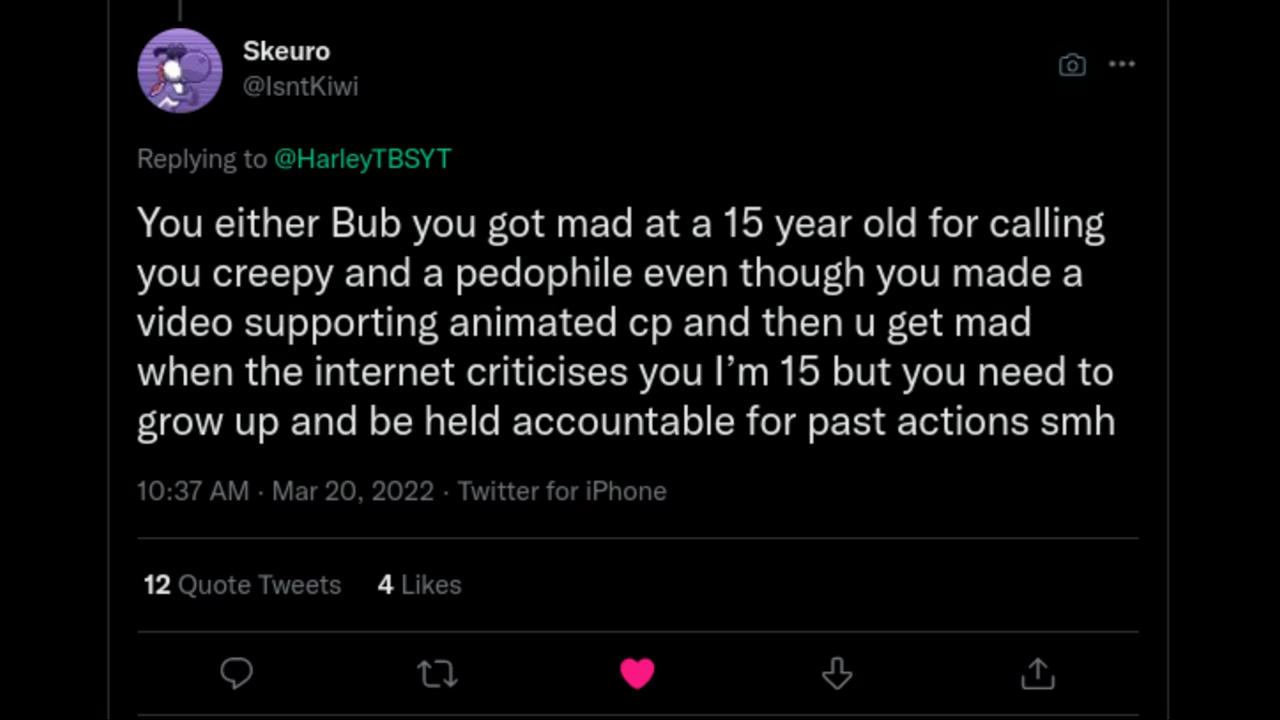 Skeuro
@IsntKiwi
Replying to @HarleyTBSYT
You either Bub you got mad at a 15 year old for calling
you creepy and a pedophile even though you made a
video supporting animated cp and then u get mad
when the internet criticises you I’m 15 but you need to
grow up and be held accountable for past actions smh
10:37 AM · Mar 20, 2022 · Twitter for iPhone
12 Quote Tweets 4 Likes